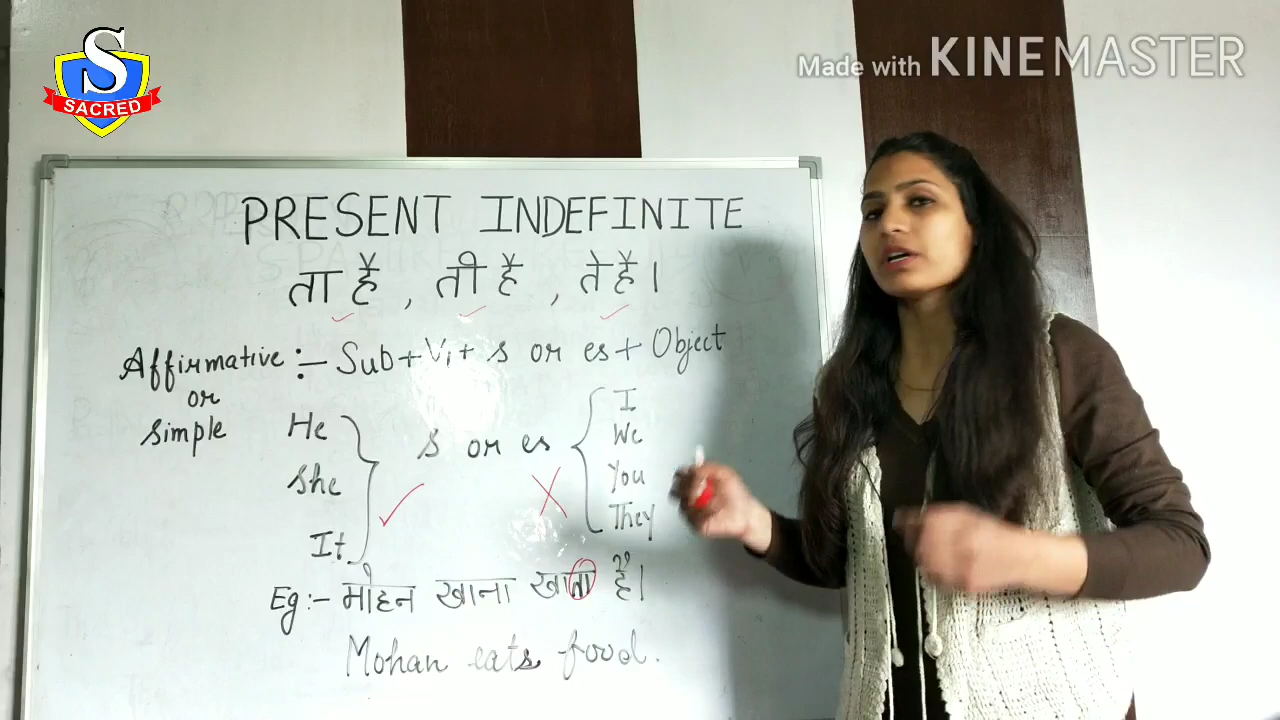 S
SACRED
Made with KINEMASTER
PRESENT INDEFINITE
ता है, ती है, ते हैं।
Affirmative :- Sub+V1+ s or es+ Object
or
simple
He
She
It
s or es
I
We
You
They
Eg:- मोहन खाना खाता है।
Mohan eats food.